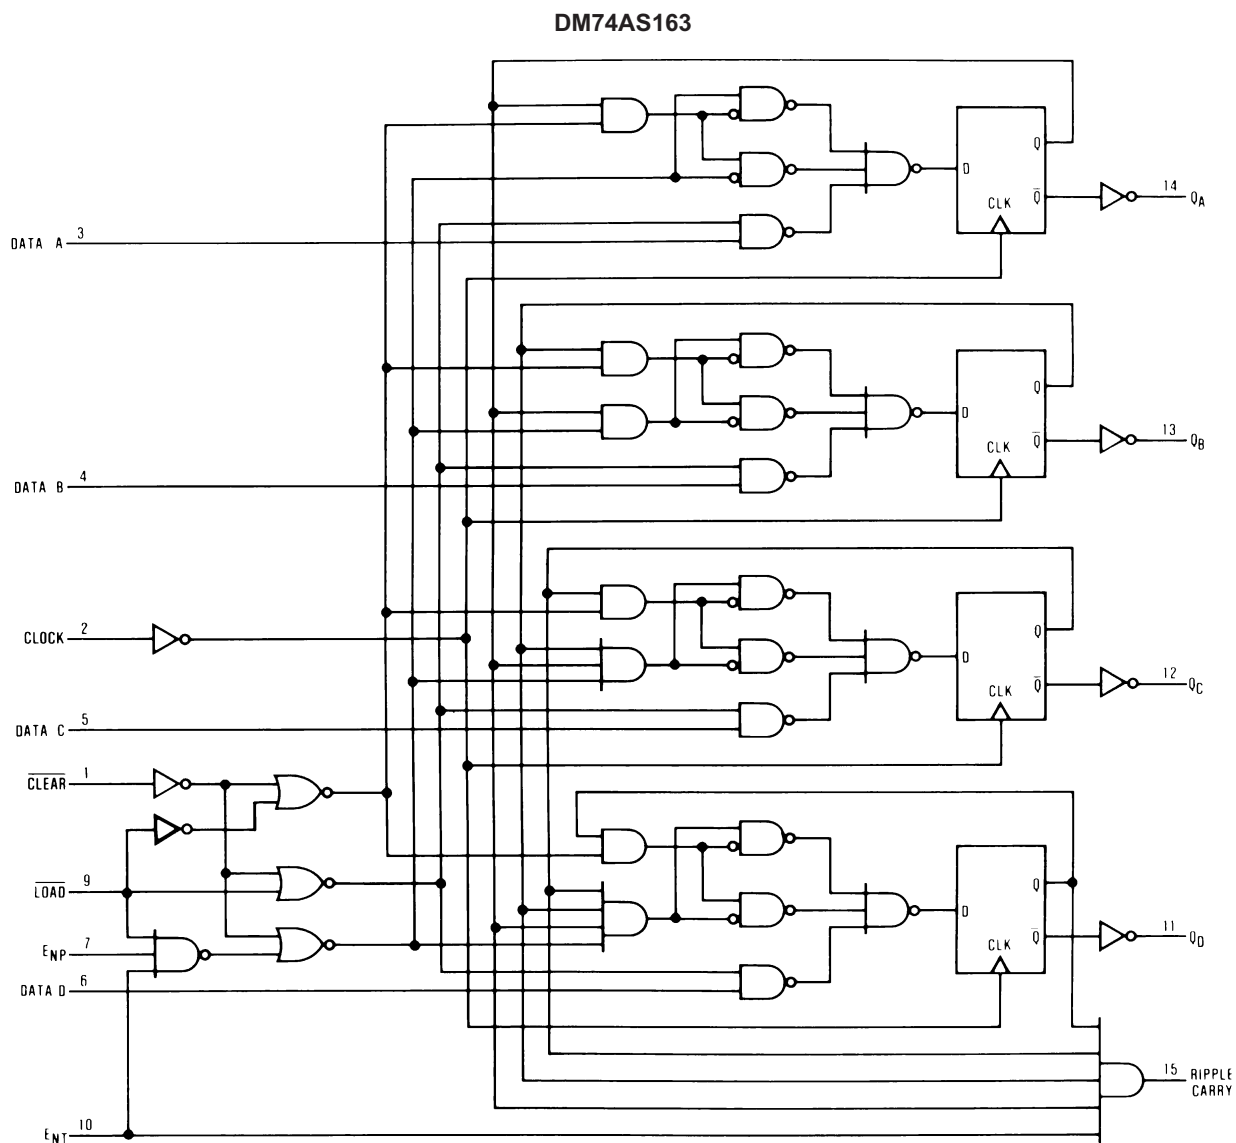 DM74AS163
Q
D
Q
14
QA
CLK
3
DATA A
Q
D
Q
13
QB
CLK
4
DATA B
Q
2
CLOCK
D
Q
12
QC
CLK
5
DATA C
1
CLEAR
9
LOAD
Q
D
Q
11
QD
CLK
7
ENP
6
DATA D
15
RIPPLE
CARRY
10
ENT